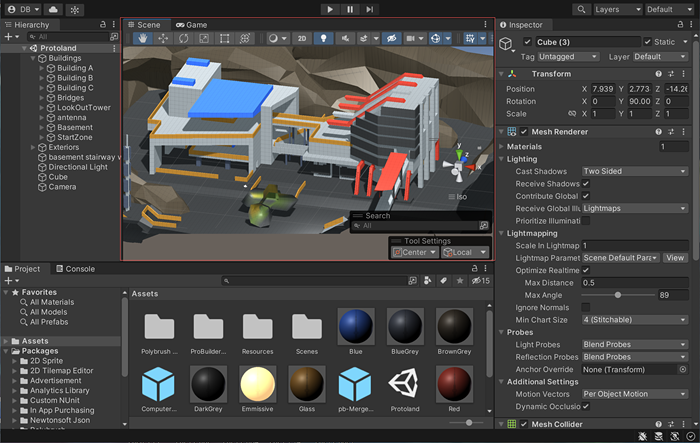 DB
Layers
Default
Hierarchy
All
Protoland
Buildings
Building A
Building B
Building C
Bridges
LookOutTower
antenna
Basement
StartZone
Exteriors
basement stairway
Directional Light
Cube
Camera
Scene
Game
2D
Iso
y
z
Search
All
Tool Settings
Center
Local
Inspector
Cube (3)
Static
Tag Untagged Layer Default
Transform
Position X 7.939 Y 2.773 Z -14.26
Rotation X 0 Y 90.00 Z 0
Scale X 1 Y 1 Z 1
Mesh Renderer
Materials 1
Lighting
Cast Shadows Two Sided
Receive Shadows
Contribute Global
Receive Global Illu Lightmaps
Prioritize Illuminati
Lightmapping
Scale In Lightmap 1
Lightmap Paramet Scene Default Para View
Optimize Realtime
Max Distance 0.5
Max Angle 89
Ignore Normals
Min Chart Size 4 (Stitchable)
Probes
Light Probes Blend Probes
Reflection Probes Blend Probes
Anchor Override None (Transform)
Additional Settings
Motion Vectors Per Object Motion
Dynamic Occlusio
Mesh Collider
Project
Console
15
Favorites
All Materials
All Models
All Prefabs
Assets
Packages
2D Sprite
2D Tilemap Editor
Advertisement
Analytics Library
Custom NUnit
In App Purchasing
Newtonsoft Json
Assets
Polybrush ... ProBuilder... Resources Scenes Blue BlueGrey BrownGrey
Computer... DarkGrey Emmissive Glass pb-Merge... Protoland Red